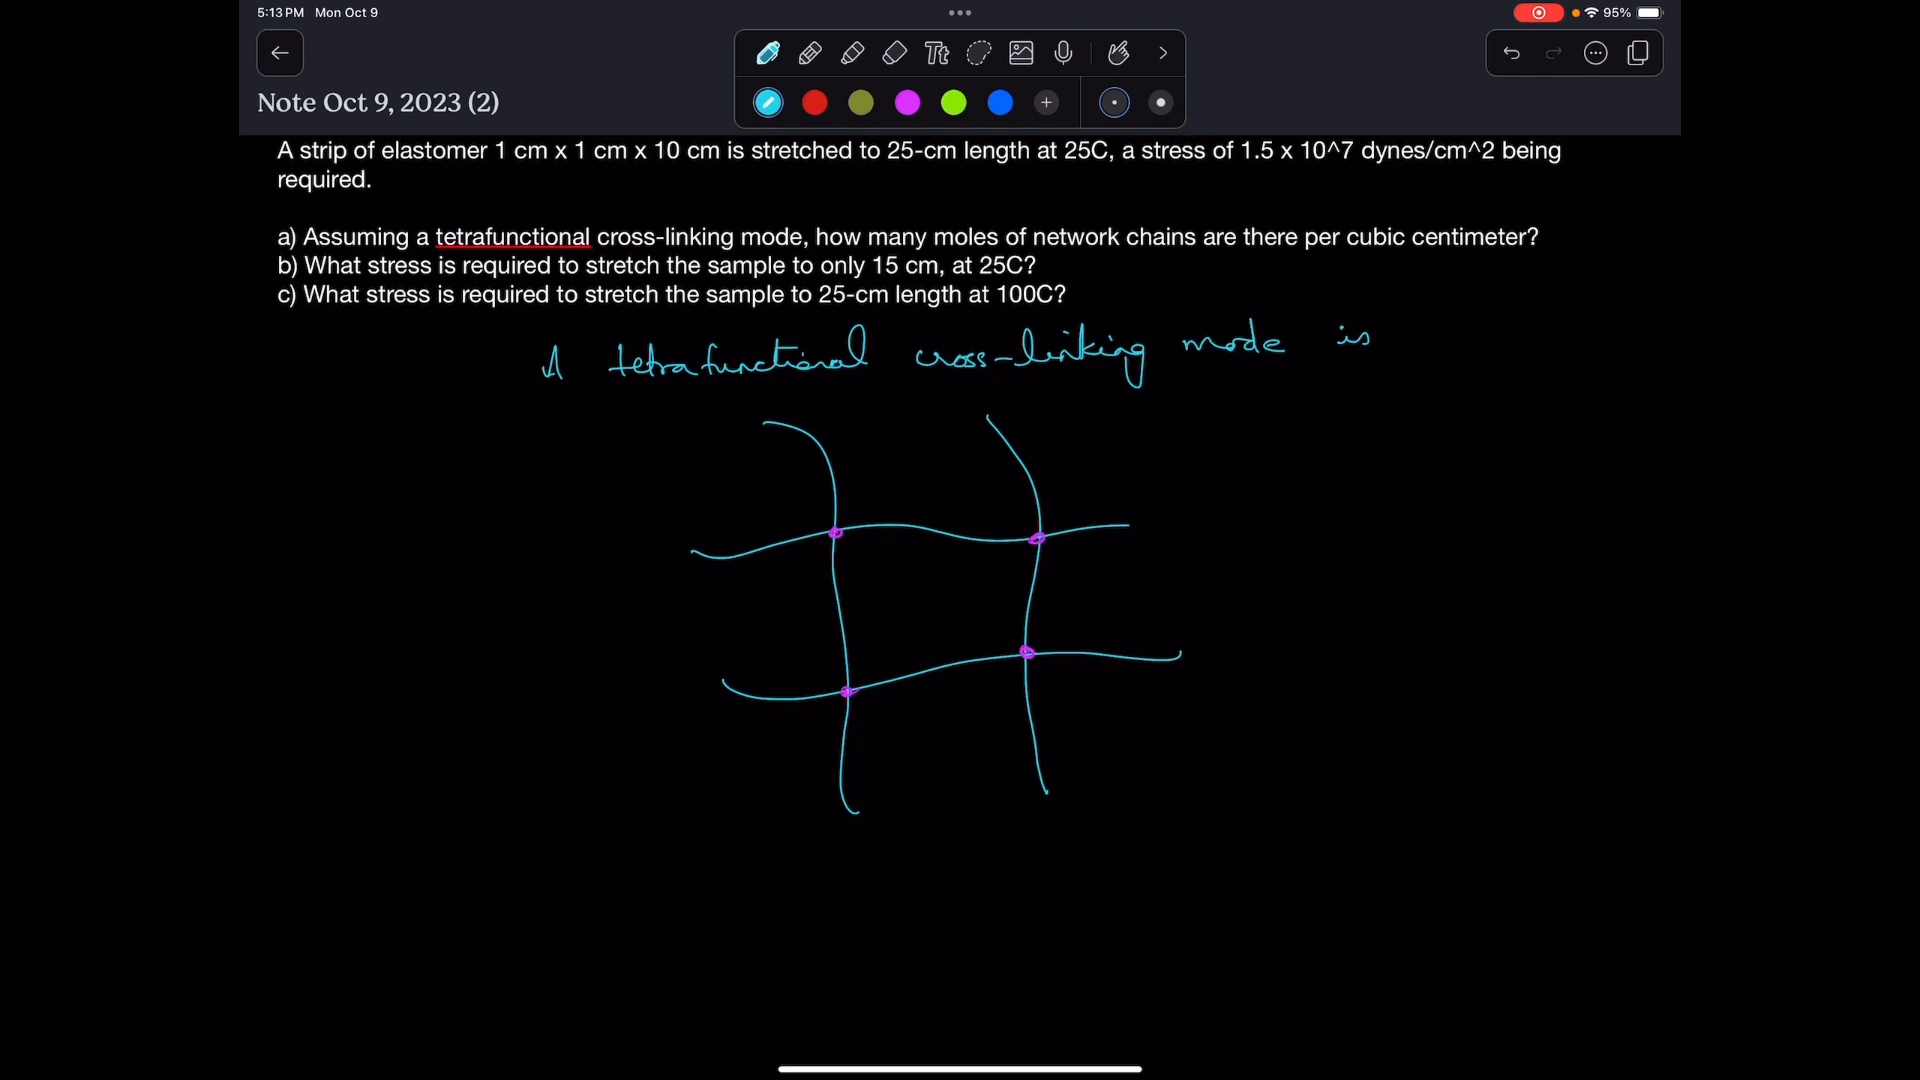 5:13 PM Mon Oct 9
95%
Tt
Note Oct 9, 2023 (2)
A strip of elastomer 1 cm x 1 cm x 10 cm is stretched to 25-cm length at 25C, a stress of 1.5 x 10^7 dynes/cm^2 being
required.
a) Assuming a tetrafunctional cross-linking mode, how many moles of network chains are there per cubic centimeter?
b) What stress is required to stretch the sample to only 15 cm, at 25C?
c) What stress is required to stretch the sample to 25-cm length at 100C?
A tetrafunctional cross-linking mode is